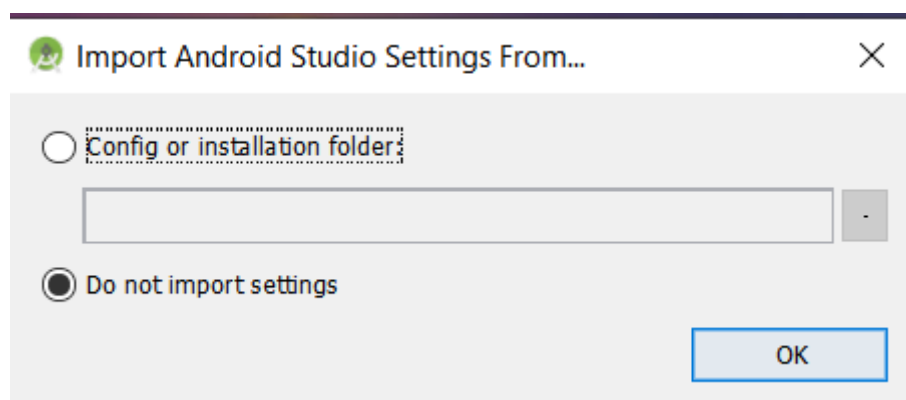 Import Android Studio Settings From...
Config or installation folder:
Do not import settings
OK